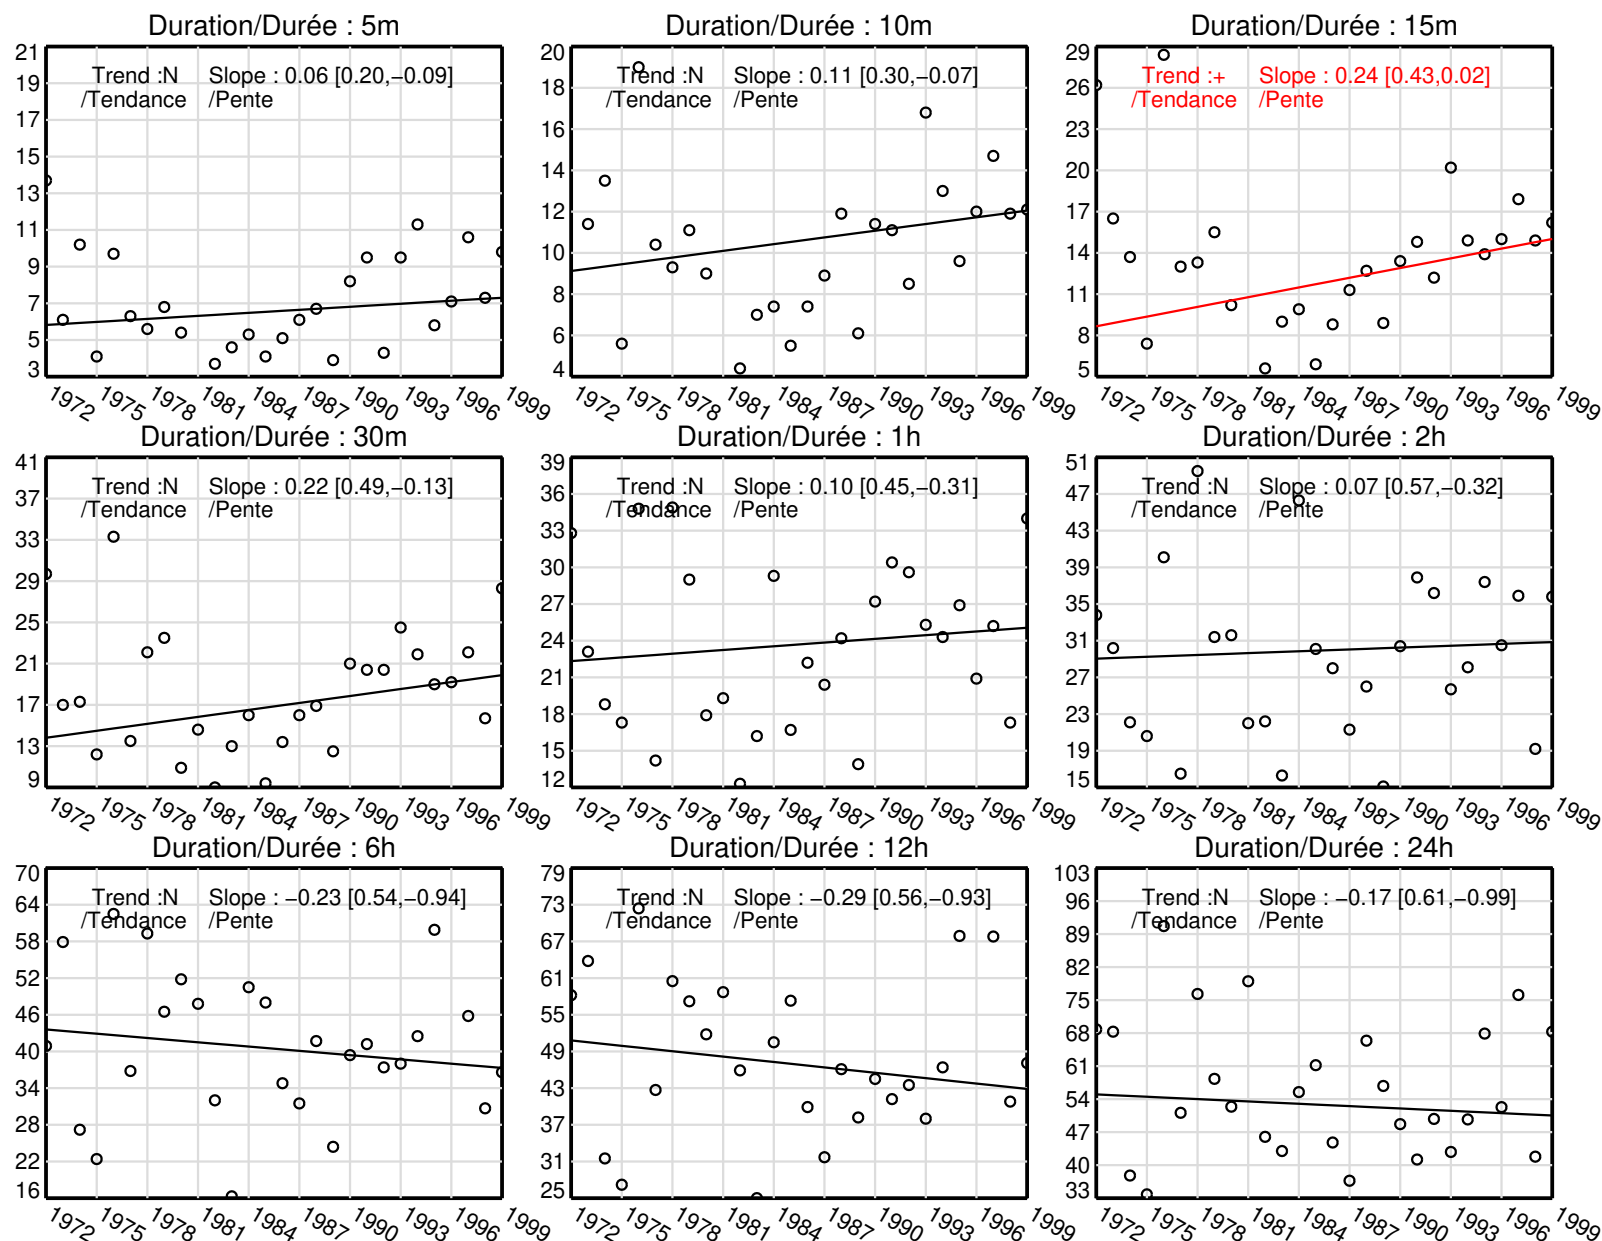 Duration/Durée : 5m
21
19
17
15
13
11
9
7
5
3
Trend :N Slope : 0.06 [0.20,−0.09]
/Tendance /Pente
1972 1975 1978 1981 1984 1987 1990 1993 1996 1999
Duration/Durée : 10m
20
18
16
14
12
10
8
6
4
Trend :N Slope : 0.11 [0.30,−0.07]
/Tendance /Pente
1972 1975 1978 1981 1984 1987 1990 1993 1996 1999
Duration/Durée : 15m
29
26
23
20
17
14
11
8
5
Trend :+ Slope : 0.24 [0.43,0.02]
/Tendance /Pente
1972 1975 1978 1981 1984 1987 1990 1993 1996 1999
Duration/Durée : 30m
41
37
33
29
25
21
17
13
9
Trend :N Slope : 0.22 [0.49,−0.13]
/Tendance /Pente
1972 1975 1978 1981 1984 1987 1990 1993 1996 1999
Duration/Durée : 1h
39
36
33
30
27
24
21
18
15
12
Trend :N Slope : 0.10 [0.45,−0.31]
/Tendance /Pente
1972 1975 1978 1981 1984 1987 1990 1993 1996 1999
Duration/Durée : 2h
51
47
43
39
35
31
27
23
19
15
Trend :N Slope : 0.07 [0.57,−0.32]
/Tendance /Pente
1972 1975 1978 1981 1984 1987 1990 1993 1996 1999
Duration/Durée : 6h
70
64
58
52
46
40
34
28
22
16
Trend :N Slope : −0.23 [0.54,−0.94]
/Tendance /Pente
1972 1975 1978 1981 1984 1987 1990 1993 1996 1999
Duration/Durée : 12h
79
73
67
61
55
49
43
37
31
25
Trend :N Slope : −0.29 [0.56,−0.93]
/Tendance /Pente
1972 1975 1978 1981 1984 1987 1990 1993 1996 1999
Duration/Durée : 24h
103
96
89
82
75
68
61
54
47
40
33
Trend :N Slope : −0.17 [0.61,−0.99]
/Tendance /Pente
1972 1975 1978 1981 1984 1987 1990 1993 1996 1999